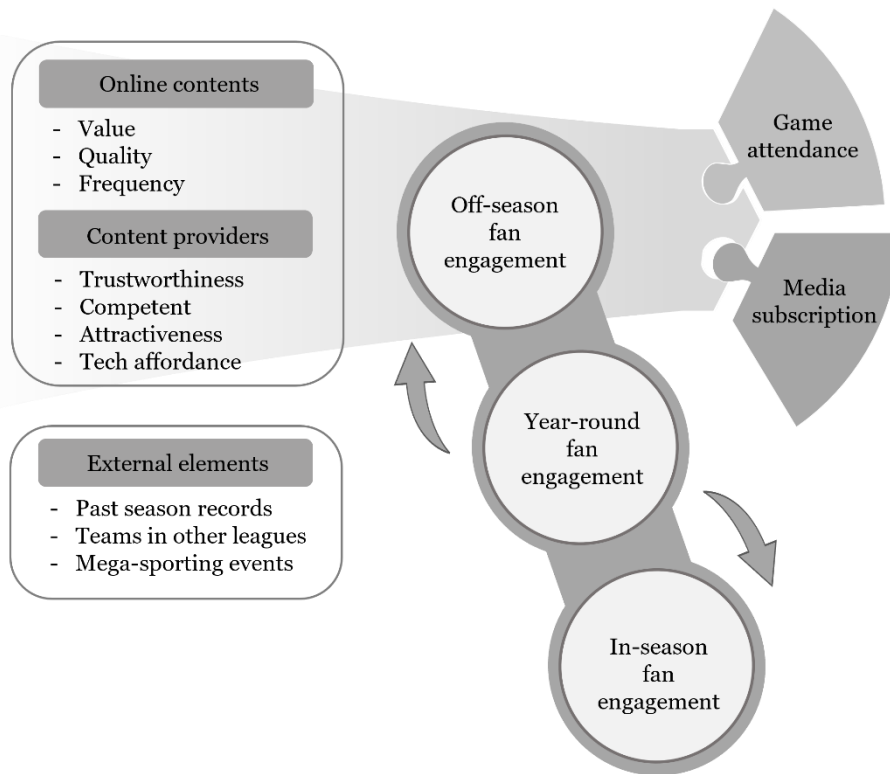 Online contents
- Value
- Quality
- Frequency
Content providers
- Trustworthiness
- Competent
- Attractiveness
- Tech affordance
External elements
- Past season records
- Teams in other leagues
- Mega-sporting events
Off-season
fan
engagement
Year-round
fan
engagement
In-season
fan
engagement
Game
attendance
Media
subscription